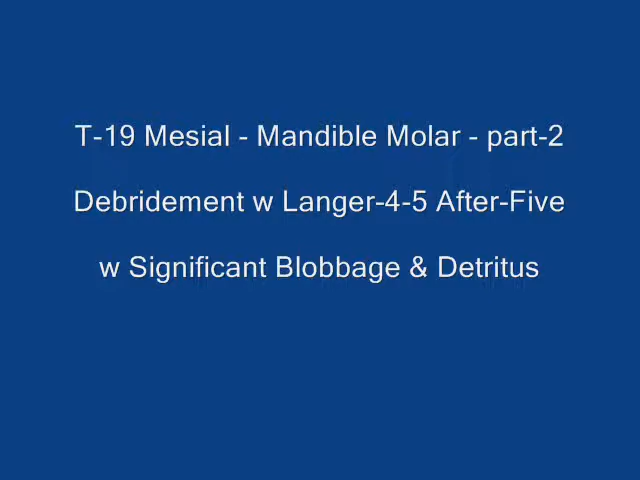 T-19 Mesial - Mandible Molar - part-2
Debridement w Langer-4-5 After-Five
w Significant Blobbage & Detritus